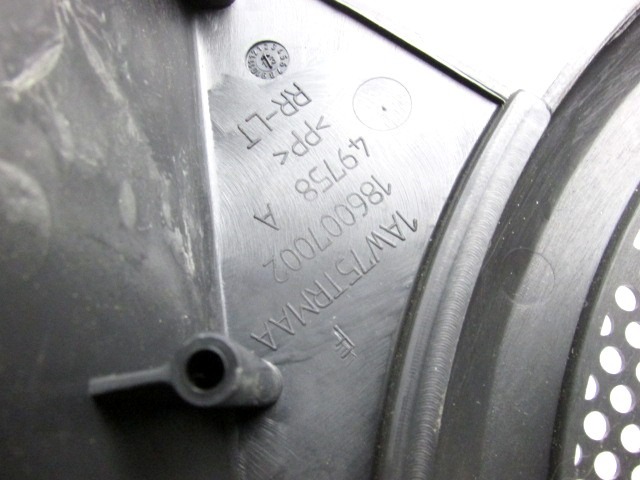 RR-LT
>PP<
49758 A
186007002
1AW75TRMAA